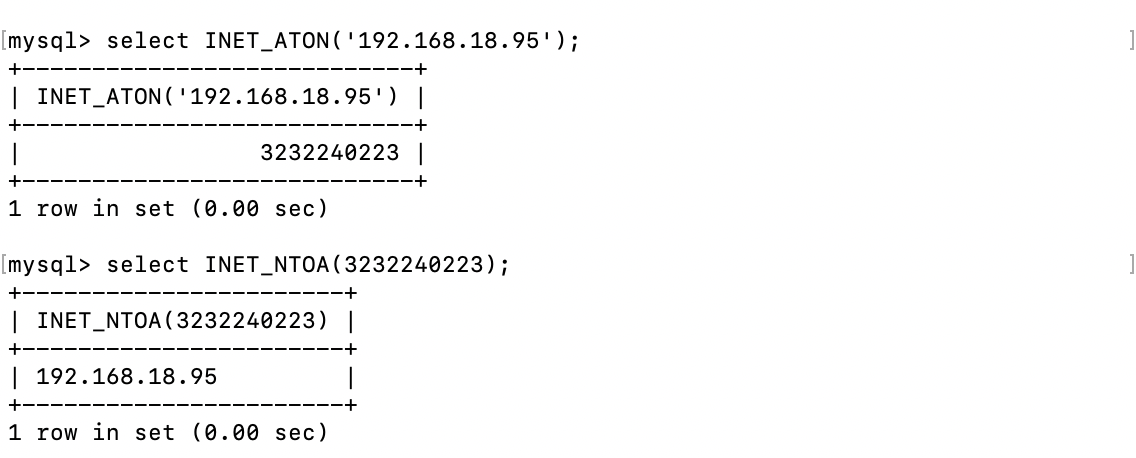 [mysql> select INET_ATON('192.168.18.95'); ]
+----------------------------+
| INET_ATON('192.168.18.95') |
+----------------------------+
|                 3232240223 |
+----------------------------+
1 row in set (0.00 sec)
[mysql> select INET_NTOA(3232240223); ]
+-----------------------+
| INET_NTOA(3232240223) |
+-----------------------+
| 192.168.18.95         |
+-----------------------+
1 row in set (0.00 sec)